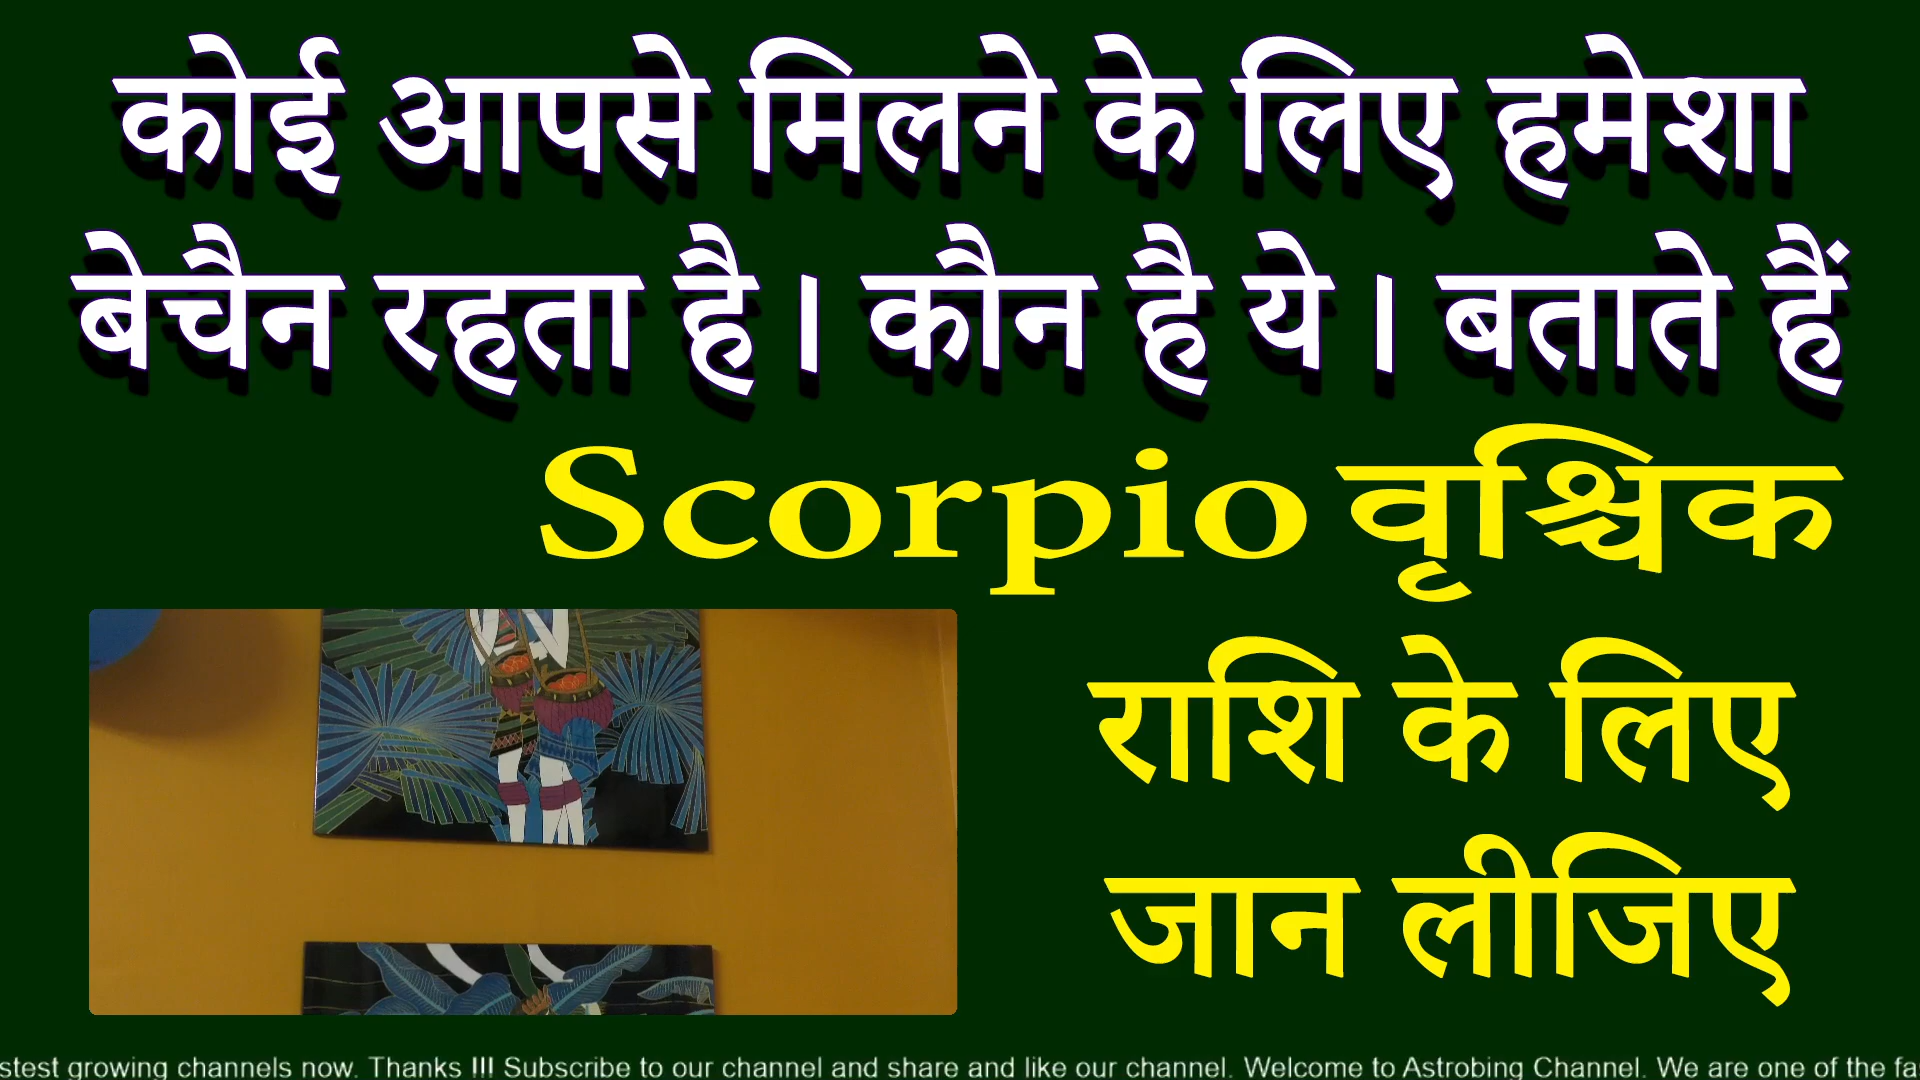 कोई आपसे मिलने के लिए हमेशा
बेचैन रहता है । कौन है ये । बताते हैं
Scorpio वृश्चिक
राशि के लिए
जान लीजिए
stest growing channels now. Thanks !!! Subscribe to our channel and share and like our channel. Welcome to Astrobing Channel. We are one of the fa